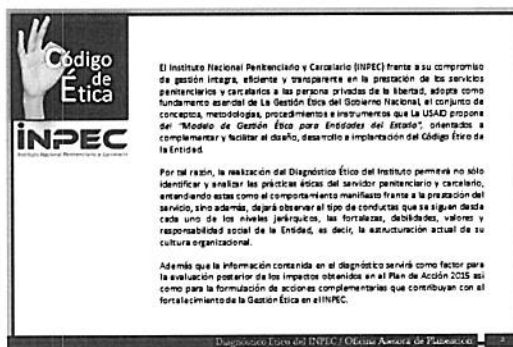 Código
de
Ética
INPEC
Instituto Nacional Penitenciario y Carcelario
El Instituto Nacional Penitenciario y Carcelario (INPEC) frente a su compromiso
de gestión integra, eficiente y transparente en la prestación de los servicios
penitenciarios y carcelarios a las persona privadas de la libertad, adopta como
fundamento esencial de La Gestión Ética del Gobierno Nacional, el conjunto de
conceptos, metodologías, procedimientos e instrumentos que La USAID propone
del "Modelo de Gestión Ético para Entidades del Estado", orientados a
complementar y facilitar el diseño, desarrollo e implantación del Código Ético de
la Entidad.
Por tal razón, la realización del Diagnóstico Ético del Instituto permitirá no sólo
identificar y analizar las prácticas éticas del servidor penitenciario y carcelario,
entendiendo estas como el comportamiento manifiesto frente a la prestación del
servicio, sino además, dejará observar el tipo de conductas que se siguen desde
cada uno de los niveles jerárquicos, las fortalezas, debilidades, valores y
responsabilidad social de la Entidad, es decir, la estructuración actual de su
cultura organizacional.
Además que la información contenida en el diagnóstico servirá como factor para
la evaluación posterior de los impactos obtenidos en el Plan de Acción 2015 asi
como para la formulación de acciones complementarias que contribuyan con el
fortalecimiento de la Gestión Ética en el INPEC.
Diagnóstico Ético del INPEC / Oficina Asesora de Planeación